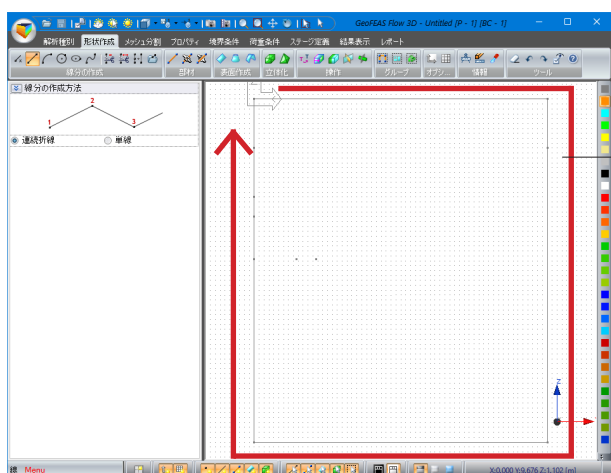 GeoFEAS Flow 3D - Untitled [P - 1] [BC - 1]
解析種別 形状作成 メッシュ分割 プロパティ 境界条件 荷重条件 ステージ定義 結果表示 レポート
線分の作成 部材 表面作成 立体化 操作 グループ オプシ... 情報 ツール
線分の作成方法
2
1 3
連続折線 単線
Z
線 Menu
X:0.000 Y:9.676 Z:1.102 [m]